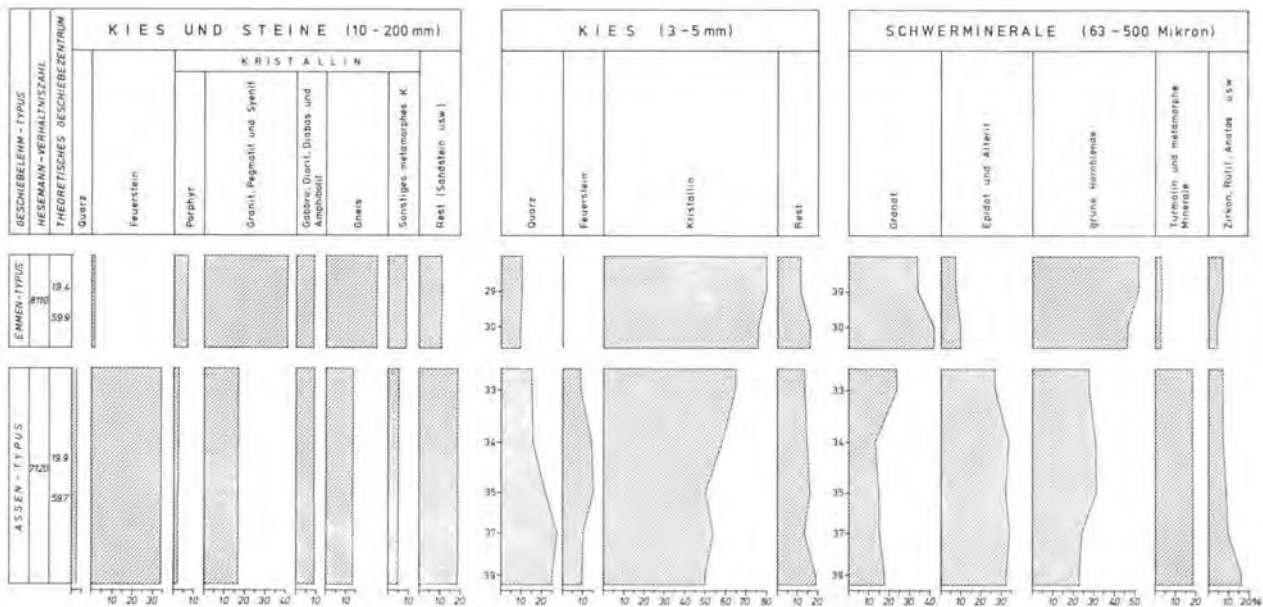 KIES UND STEINE (10-200 mm)
KIES (3-5mm)
SCHWERMINERALE (63-500 Mikron)
KRISTALLIN
GESCHIEBELEHM-TYPUS
HESEMANN-VERHÄLTNISZAHL
THEORETISCHES GESCHIEBEZENTRUM
Quarz
Feuerstein
Porphyr
Granit, Pegmatit und Syenit
Gabbro, Diorit, Diabas und
Amphibolit
Gneis
Sonstiges metamorphes K.
Rest (Sandstein usw.)
Quarz
Feuerstein
Kristallin
Rest
Granat
Epidot und Alterit
grüne Hornblende
Turmalin und metamorphe
Minerale
Zirkon, Rutil, Anatas usw
EMMEN-TYPUS
8110
19.4
59.9
29
30
39
30
ASSEN-TYPUS
7120
19.9
59.7
33
34
35
37
39
33
34
35
37
39
10 20 30
10
10 20 30 40
10
10
10
10 20
10 20
10
10 20 30 40 50 60 70 80
10 20
10 20 30 40
10 20 30
10 20 30 40 50
10
10 20%